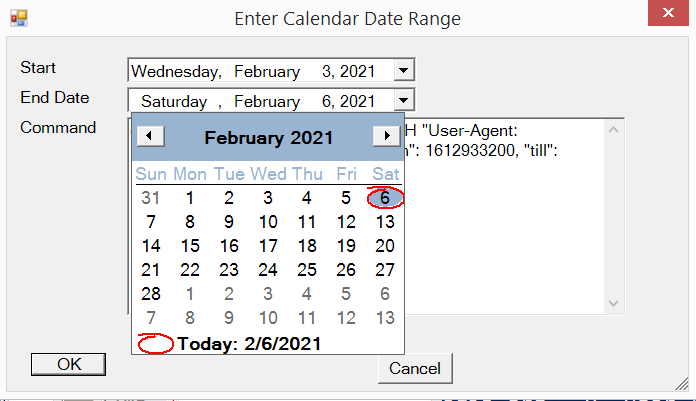 Enter Calendar Date Range
Start
Wednesday, February 3, 2021
End Date
Saturday , February 6, 2021
Command
H "User-Agent:
": 1612933200, "till":
February 2021
Sun Mon Tue Wed Thu Fri Sat
31 1 2 3 4 5 6
7 8 9 10 11 12 13
14 15 16 17 18 19 20
21 22 23 24 25 26 27
28 1 2 3 4 5 6
7 8 9 10 11 12 13
Today: 2/6/2021
OK
Cancel